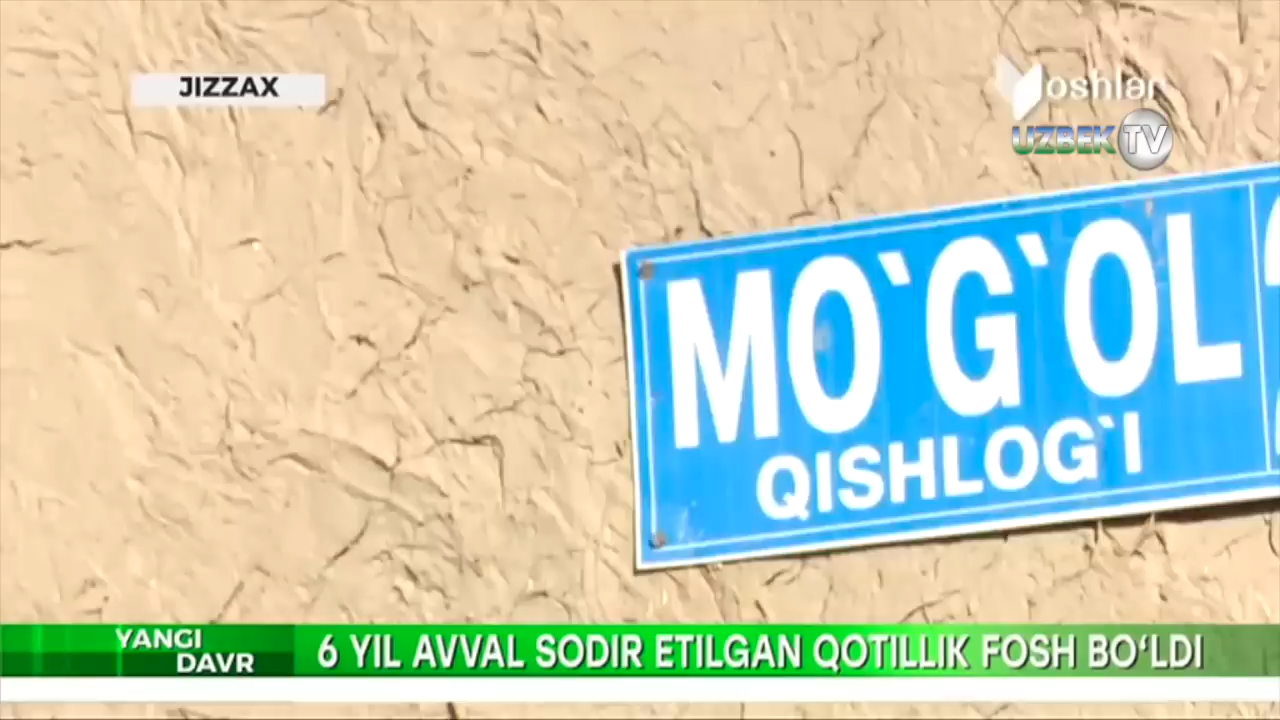 JIZZAX
Yoshlar
UZBEK TV
MO`G`OL
QISHLOG`I
YANGI
DAVR
6 YIL AVVAL SODIR ETILGAN QOTILLIK FOSH BO‘LDI